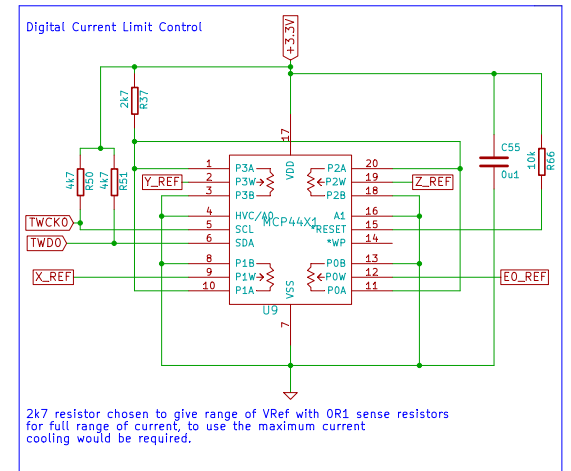 Digital Current Limit Control
+3.3V
2k7
R37
4k7
R50
4k7
R51
17
VDD
C55
0u1
10k
R66
1
P3A
P2A
20
Y_REF
2
P3W
P2W
19
Z_REF
3
P3B
P2B
18
TWCK0
4
HVC/A0
A1
16
MCP44X1
5
SCL
*RESET
15
TWD0
6
SDA
*WP
14
8
P1B
P0B
13
X_REF
9
P1W
P0W
12
E0_REF
10
P1A
P0A
11
VSS
U9
7
2k7 resistor chosen to give range of VRef with 0R1 sense resistors
for full range of current, to use the maximum current
cooling would be required.